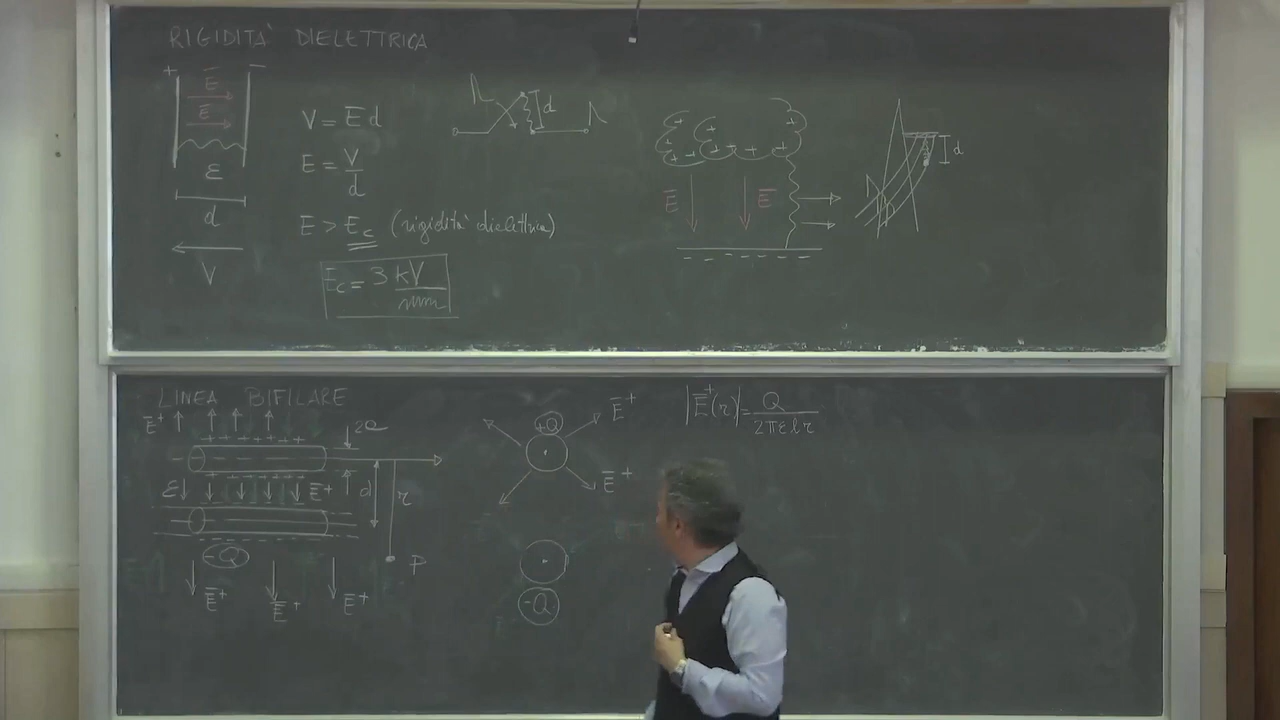 RIGIDITA' DIELETTRICA
+ −
E
E
ε
d
V
V = E d
E = V/d
E > Ec (rigidità dielettrica)
Ec = 3 kV/mm
d
+ + + + + + +
E E
− − − − − − −
d
LINEA BIFILARE
E⁺
+ + + + + +
2a
ε E⁺ d r
−Q
P
E⁺ E⁺ E⁺
+Q
E⁺
E⁺
−Q
|E⁺(r)| = Q/2πεlr